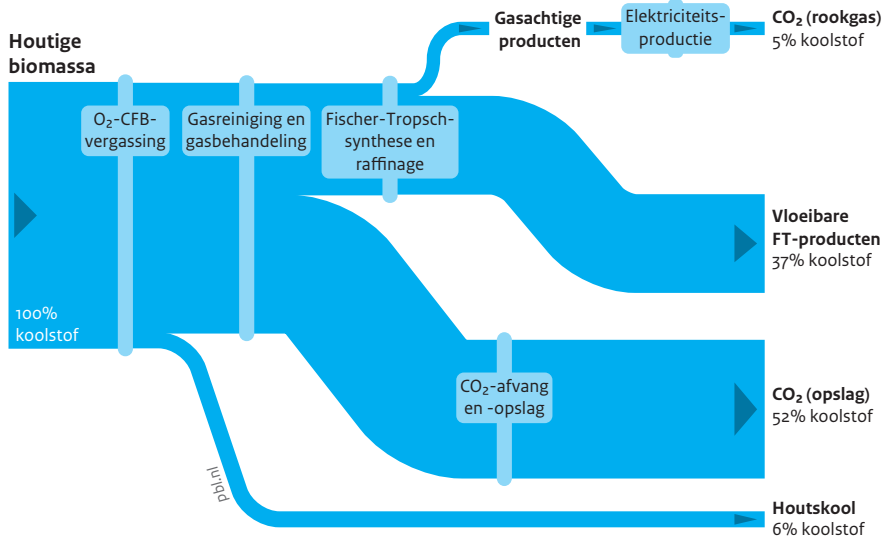 Houtige
biomassa
100%
koolstof
O₂-CFB-
vergassing
Gasreiniging en
gasbehandeling
Fischer-Tropsch-
synthese en
raffinage
Gasachtige
producten
Elektriciteits-
productie
CO₂ (rookgas)
5% koolstof
Vloeibare
FT-producten
37% koolstof
CO₂-afvang
en -opslag
CO₂ (opslag)
52% koolstof
Houtskool
6% koolstof
pbl.nl